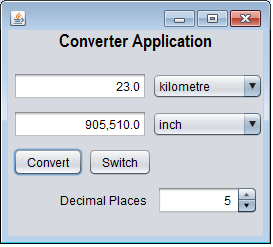 Converter Application
23.0 kilometre
905,510.0 inch
Convert Switch
Decimal Places 5